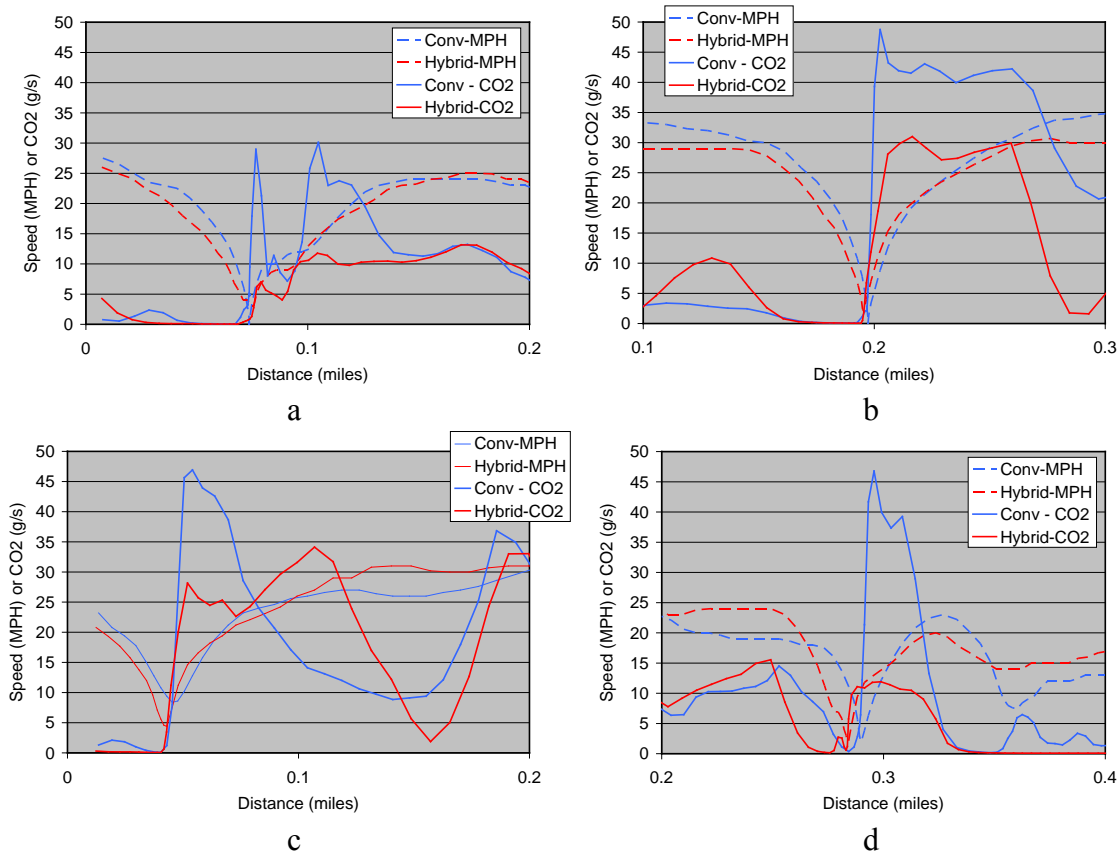 50
45
40
35
30
25
20
15
10
5
0
Speed (MPH) or CO2 (g/s)
Conv-MPH
Hybrid-MPH
Conv - CO2
Hybrid-CO2
0
0.1
0.2
Distance (miles)
a
50
45
40
35
30
25
20
15
10
5
0
Speed (MPH) or CO2 (g/s)
Conv-MPH
Hybrid-MPH
Conv - CO2
Hybrid-CO2
0.1
0.2
0.3
Distance (miles)
b
50
45
40
35
30
25
20
15
10
5
0
Speed (MPH) or CO2 (g/s)
Conv-MPH
Hybrid-MPH
Conv - CO2
Hybrid-CO2
0
0.1
0.2
Distance (miles)
c
50
45
40
35
30
25
20
15
10
5
0
Speed (MPH) or CO2 (g/s)
Conv-MPH
Hybrid-MPH
Conv - CO2
Hybrid-CO2
0.2
0.3
0.4
Distance (miles)
d